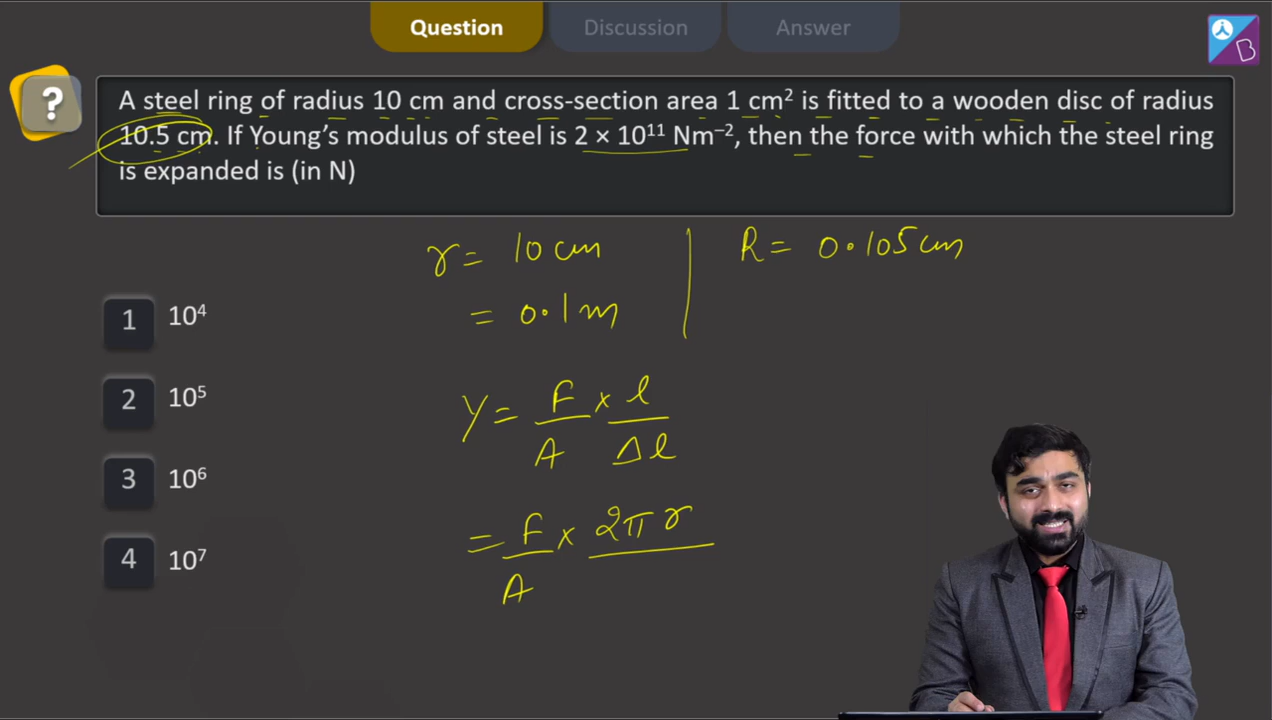 Question
Discussion
Answer
?
A steel ring of radius 10 cm and cross-section area 1 cm² is fitted to a wooden disc of radius
10.5 cm. If Young’s modulus of steel is 2 × 10¹¹ Nm⁻², then the force with which the steel ring
is expanded is (in N)
r = 10 cm
= 0.1 m
R = 0.105 cm
1 10⁴
2 10⁵
3 10⁶
4 10⁷
Y = F/A × l/Δl
= F/A × 2πr
B